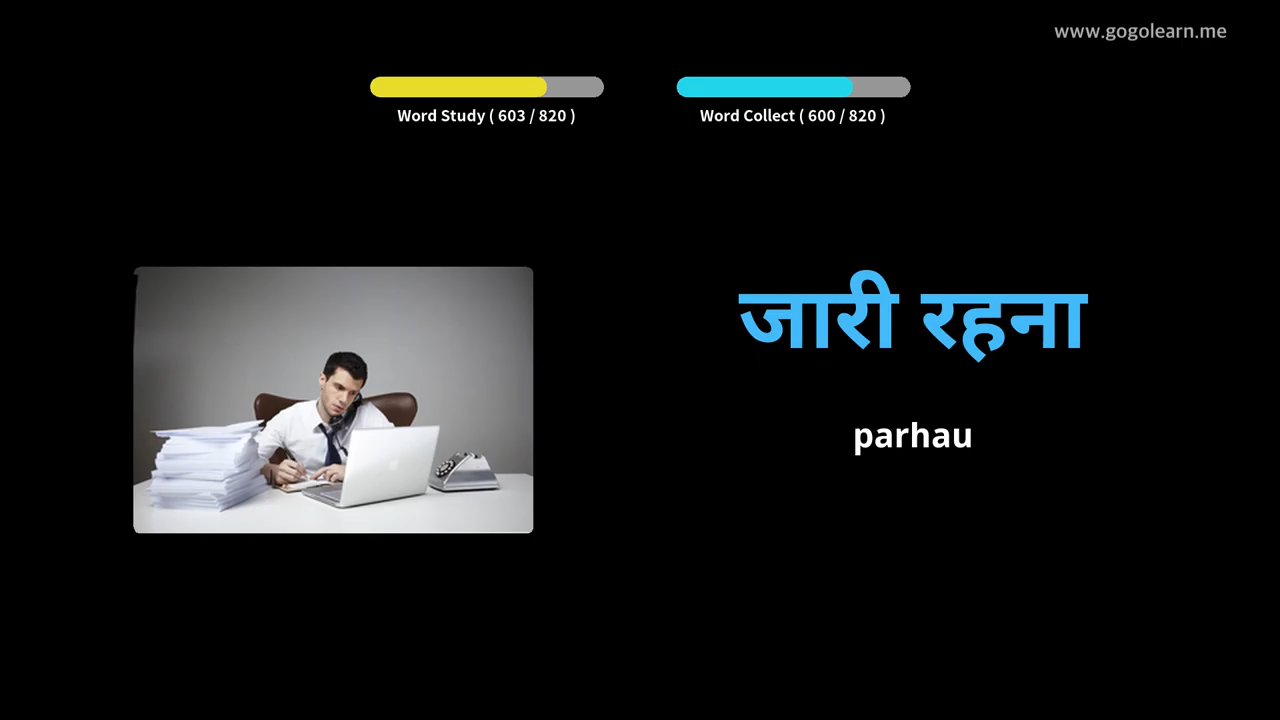 www.gogolearn.me
Word Study ( 603 / 820 )
Word Collect ( 600 / 820 )
जारी रहना
parhau